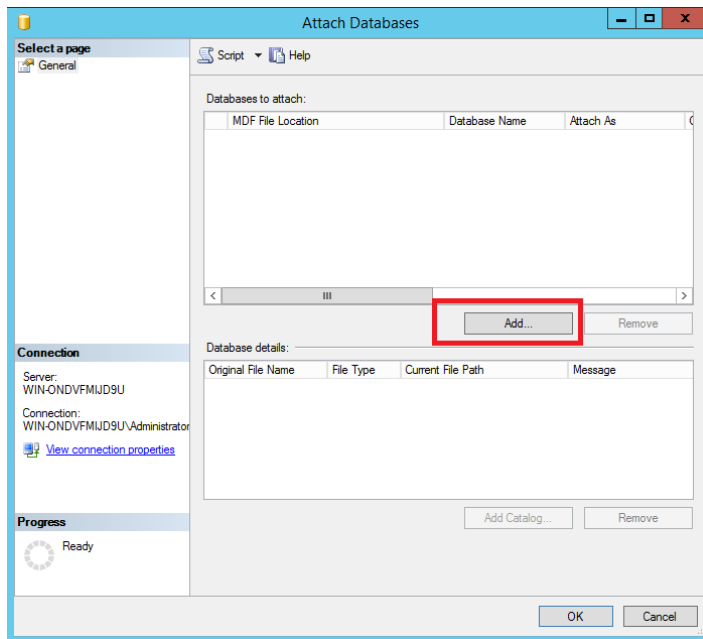 Attach Databases
Select a page
General
Script Help
Databases to attach:
MDF File Location Database Name Attach As
Add... Remove
Database details:
Original File Name File Type Current File Path Message
Add Catalog... Remove
Connection
Server:
WIN-ONDVFMIJD9U
Connection:
WIN-ONDVFMIJD9U\Administrator
View connection properties
Progress
Ready
OK Cancel